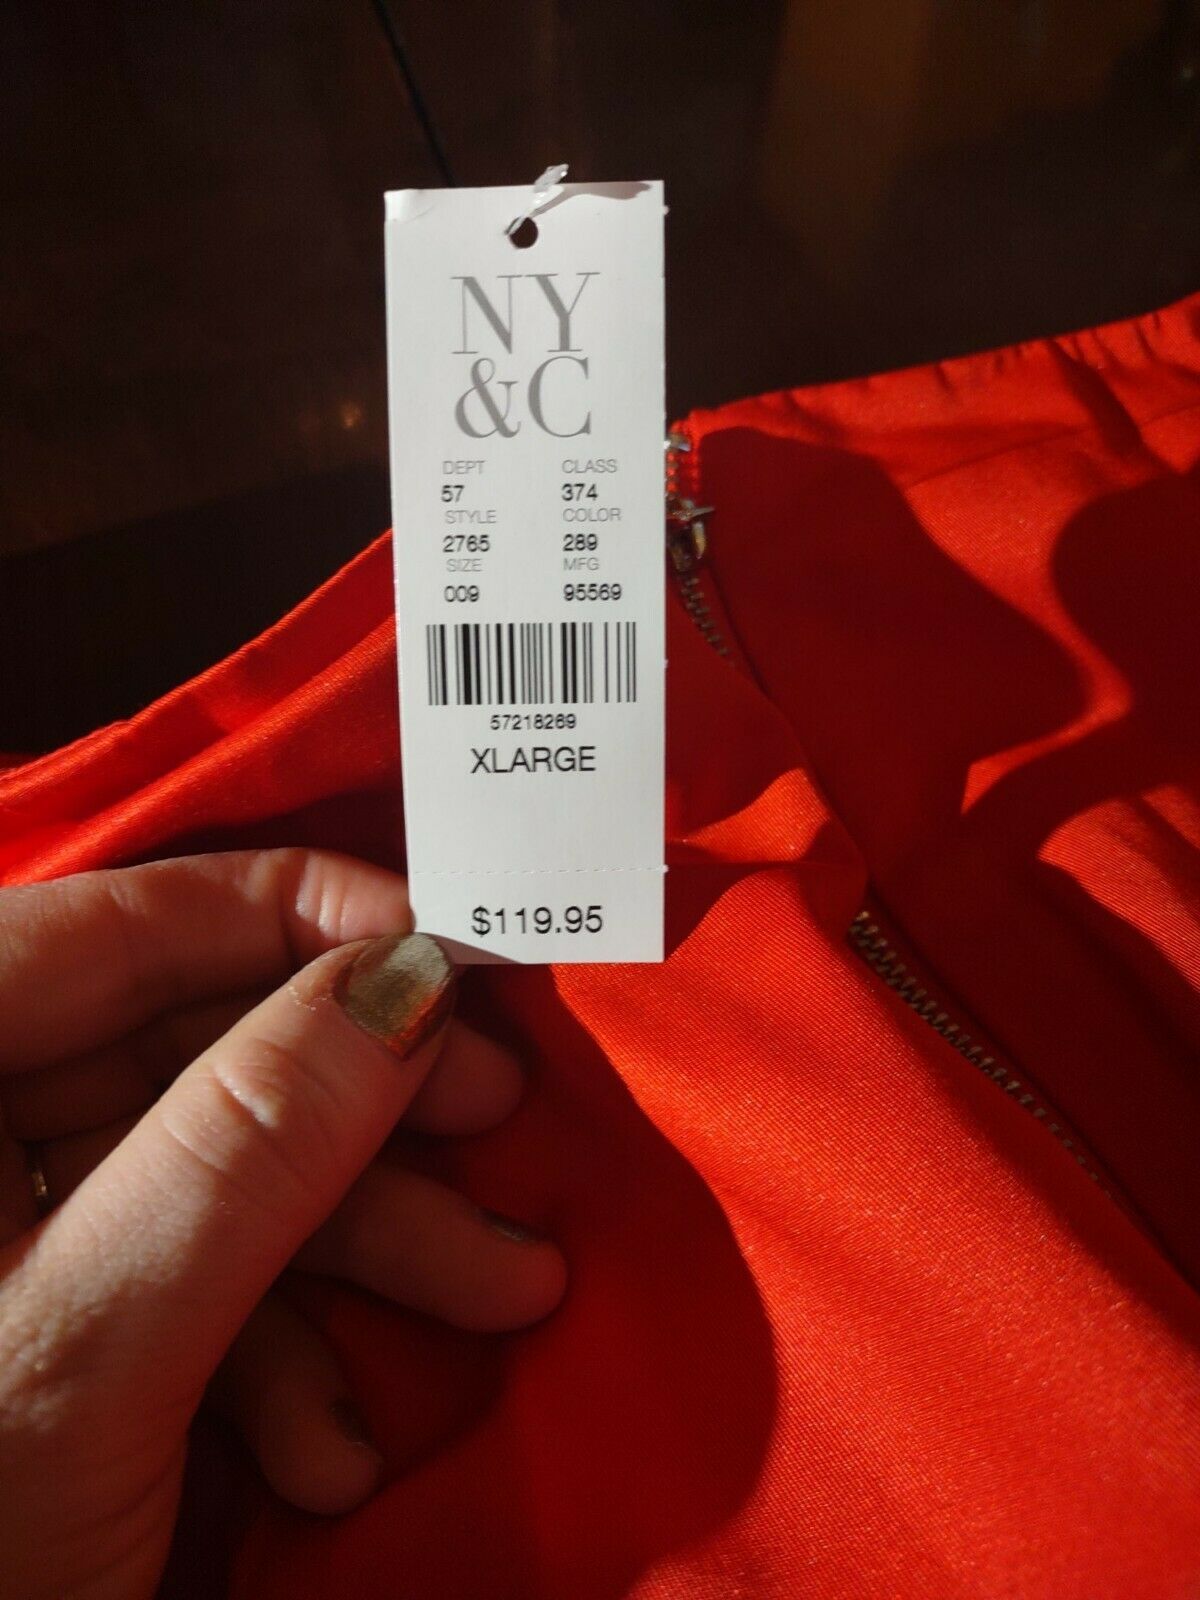 NY
&C
DEPT CLASS
57 374
STYLE COLOR
2765 289
SIZE MFG
009 95569
57218269
XLARGE
$119.95